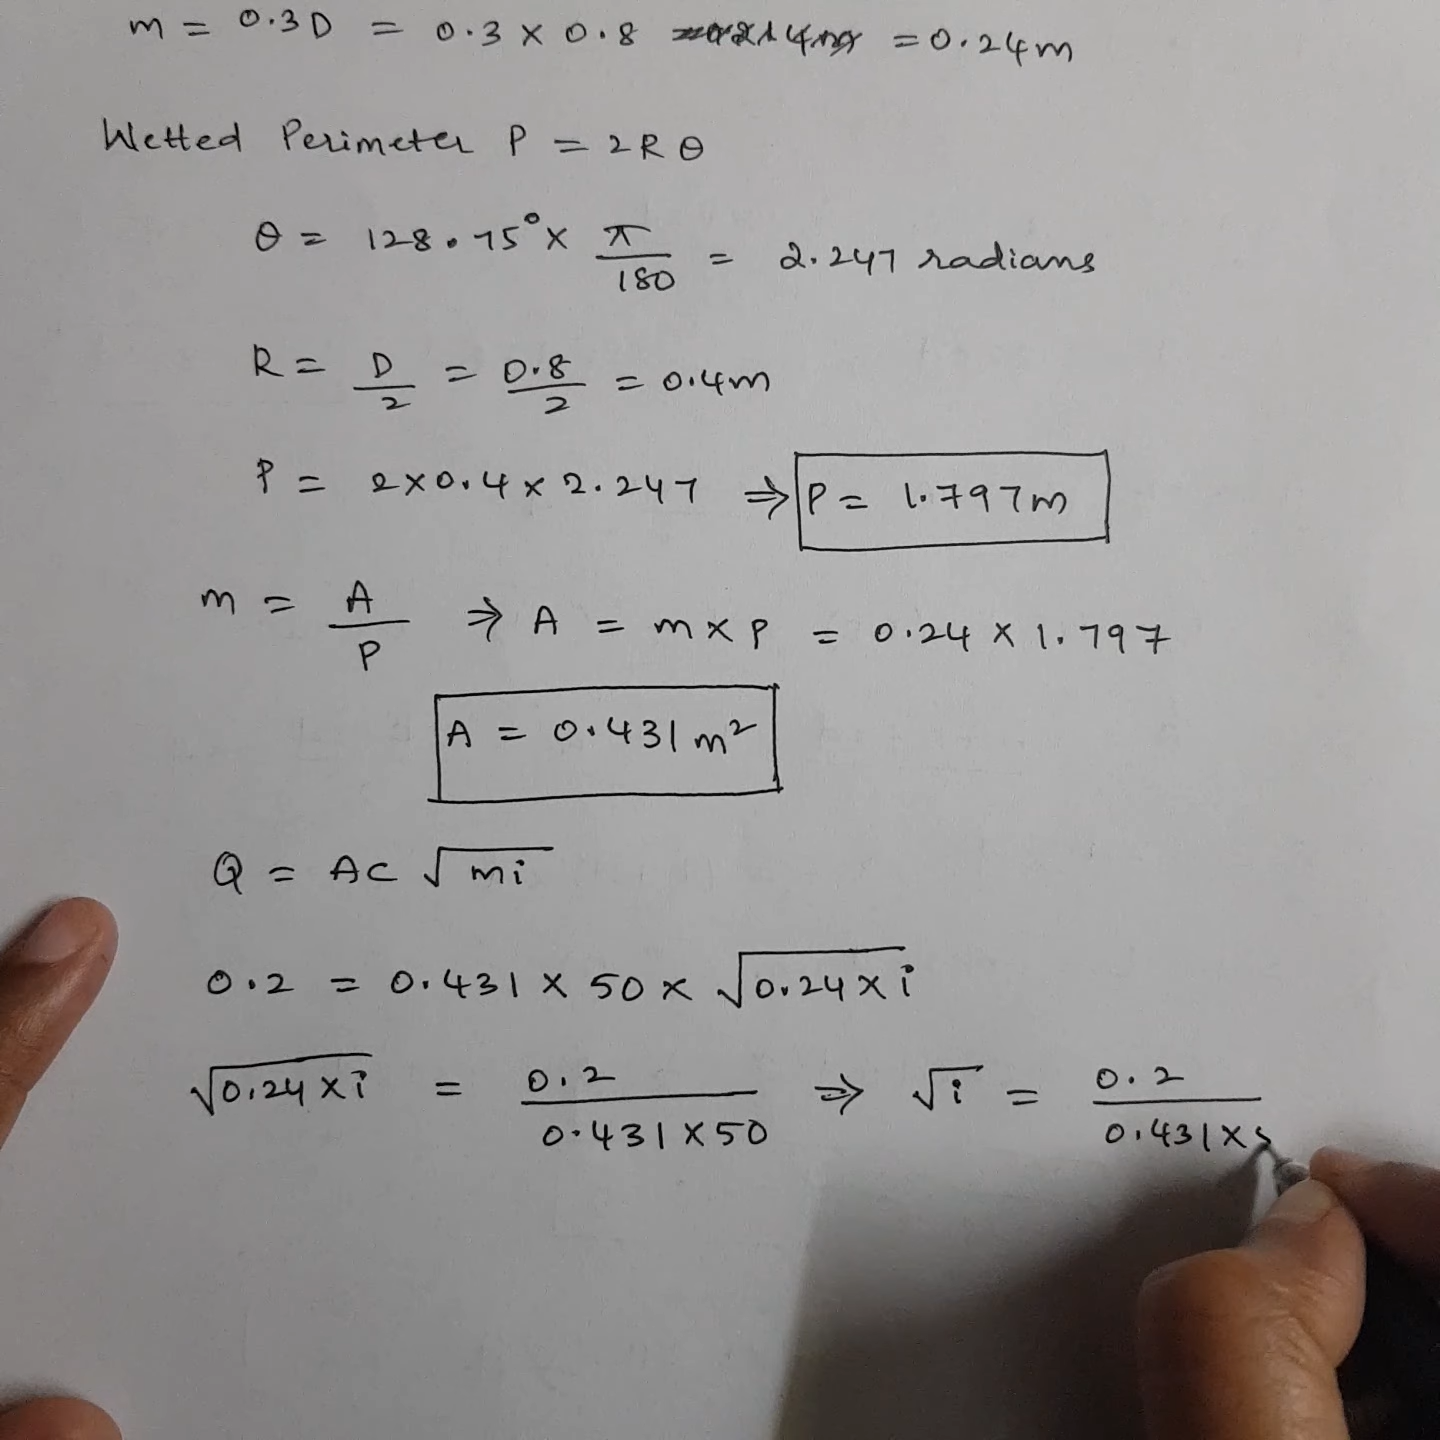 m = 0.3D = 0.3 × 0.8 = 0.24m
Wetted Perimeter P = 2Rθ
θ = 128.75° × π/180 = 2.247 radians
R = D/2 = 0.8/2 = 0.4m
P = 2×0.4×2.247 ⇒ P = 1.797m
m = A/P ⇒ A = m×P = 0.24 × 1.797
A = 0.431 m²
Q = AC √mi
0.2 = 0.431 × 50 × √0.24×i
√0.24×i = 0.2/0.431×50 ⇒ √i = 0.2/0.431×